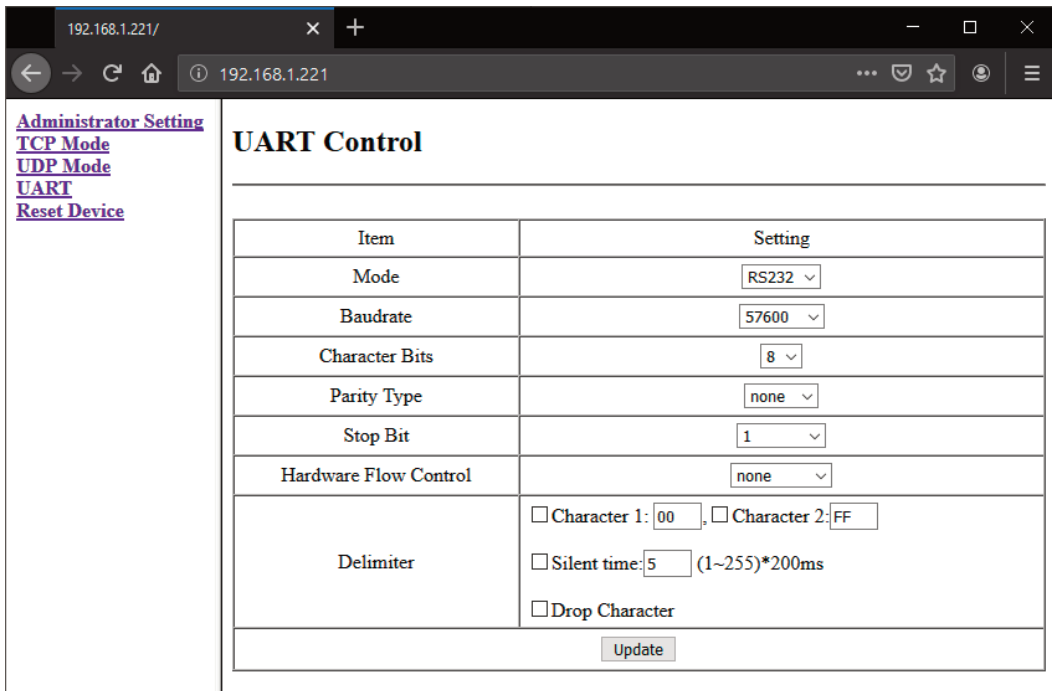 192.168.1.221/
192.168.1.221
Administrator Setting
TCP Mode
UDP Mode
UART
Reset Device
UART Control
Item Setting
Mode RS232
Baudrate 57600
Character Bits 8
Parity Type none
Stop Bit 1
Hardware Flow Control none
Delimiter
Character 1: 00 , Character 2: FF
Silent time: 5 (1~255)*200ms
Drop Character
Update